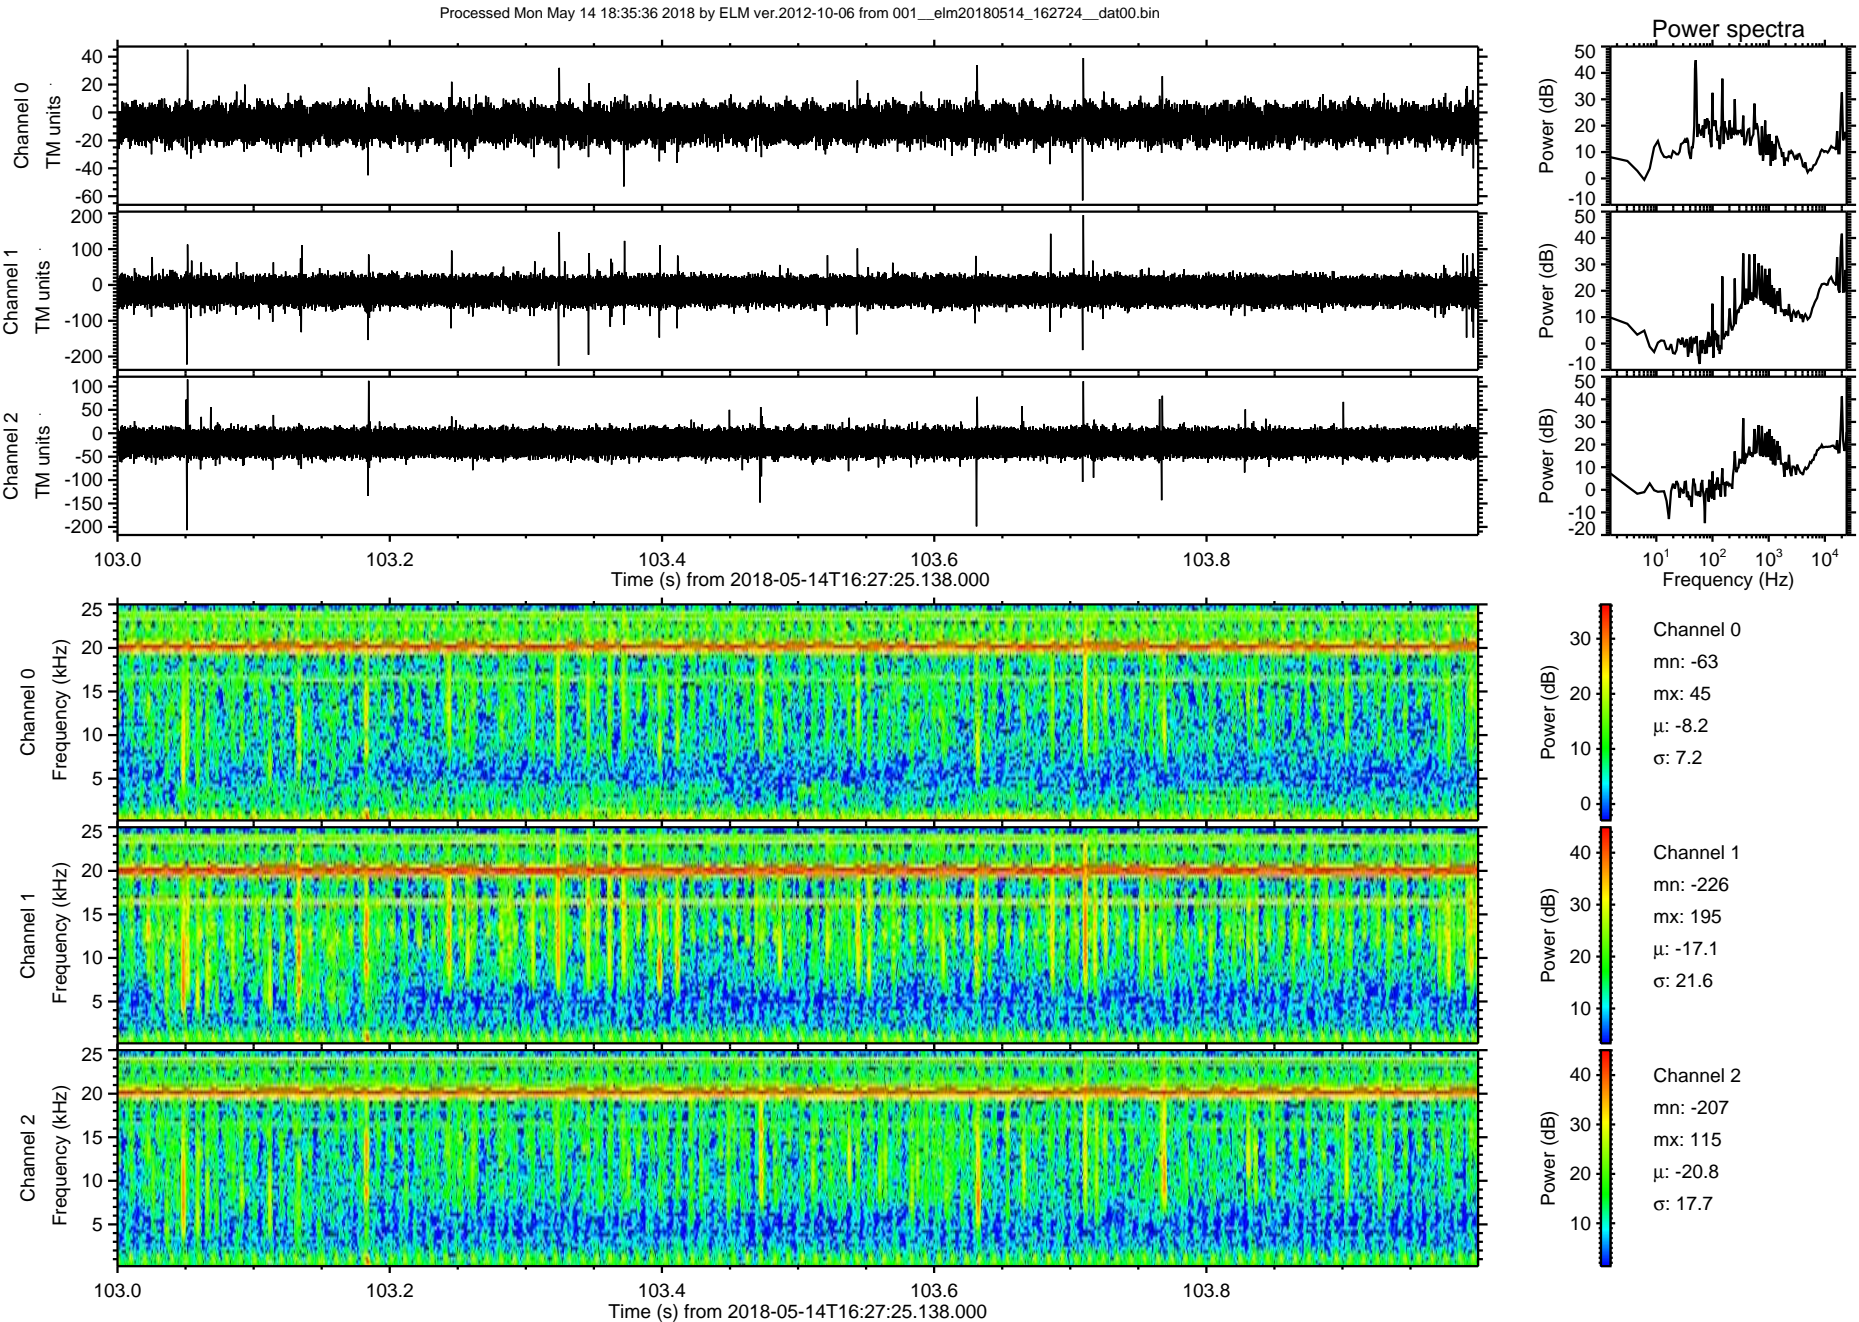 Processed Mon May 14 18:35:36 2018 by ELM ver.2012-10-06 from 001__elm20180514_162724__dat00.bin
Power spectra
Channel 0
TM units
40
20
0
-20
-40
-60
Power (dB)
50
40
30
20
10
0
-10
Channel 1
TM units
200
100
0
-100
-200
Power (dB)
50
40
30
20
10
0
-10
Channel 2
TM units
100
50
0
-50
-100
-150
-200
Power (dB)
50
40
30
20
10
0
-10
-20
103.0 103.2 103.4 103.6 103.8
Time (s) from 2018-05-14T16:27:25.138.000
10¹ 10² 10³ 10⁴
Frequency (Hz)
Channel 0
Frequency (kHz)
25
20
15
10
5
Power (dB)
30
20
10
0
Channel 0
mn: -63
mx: 45
μ: -8.2
σ: 7.2
Channel 1
Frequency (kHz)
25
20
15
10
5
Power (dB)
40
30
20
10
Channel 1
mn: -226
mx: 195
μ: -17.1
σ: 21.6
Channel 2
Frequency (kHz)
25
20
15
10
5
Power (dB)
40
30
20
10
Channel 2
mn: -207
mx: 115
μ: -20.8
σ: 17.7
103.0 103.2 103.4 103.6 103.8
Time (s) from 2018-05-14T16:27:25.138.000